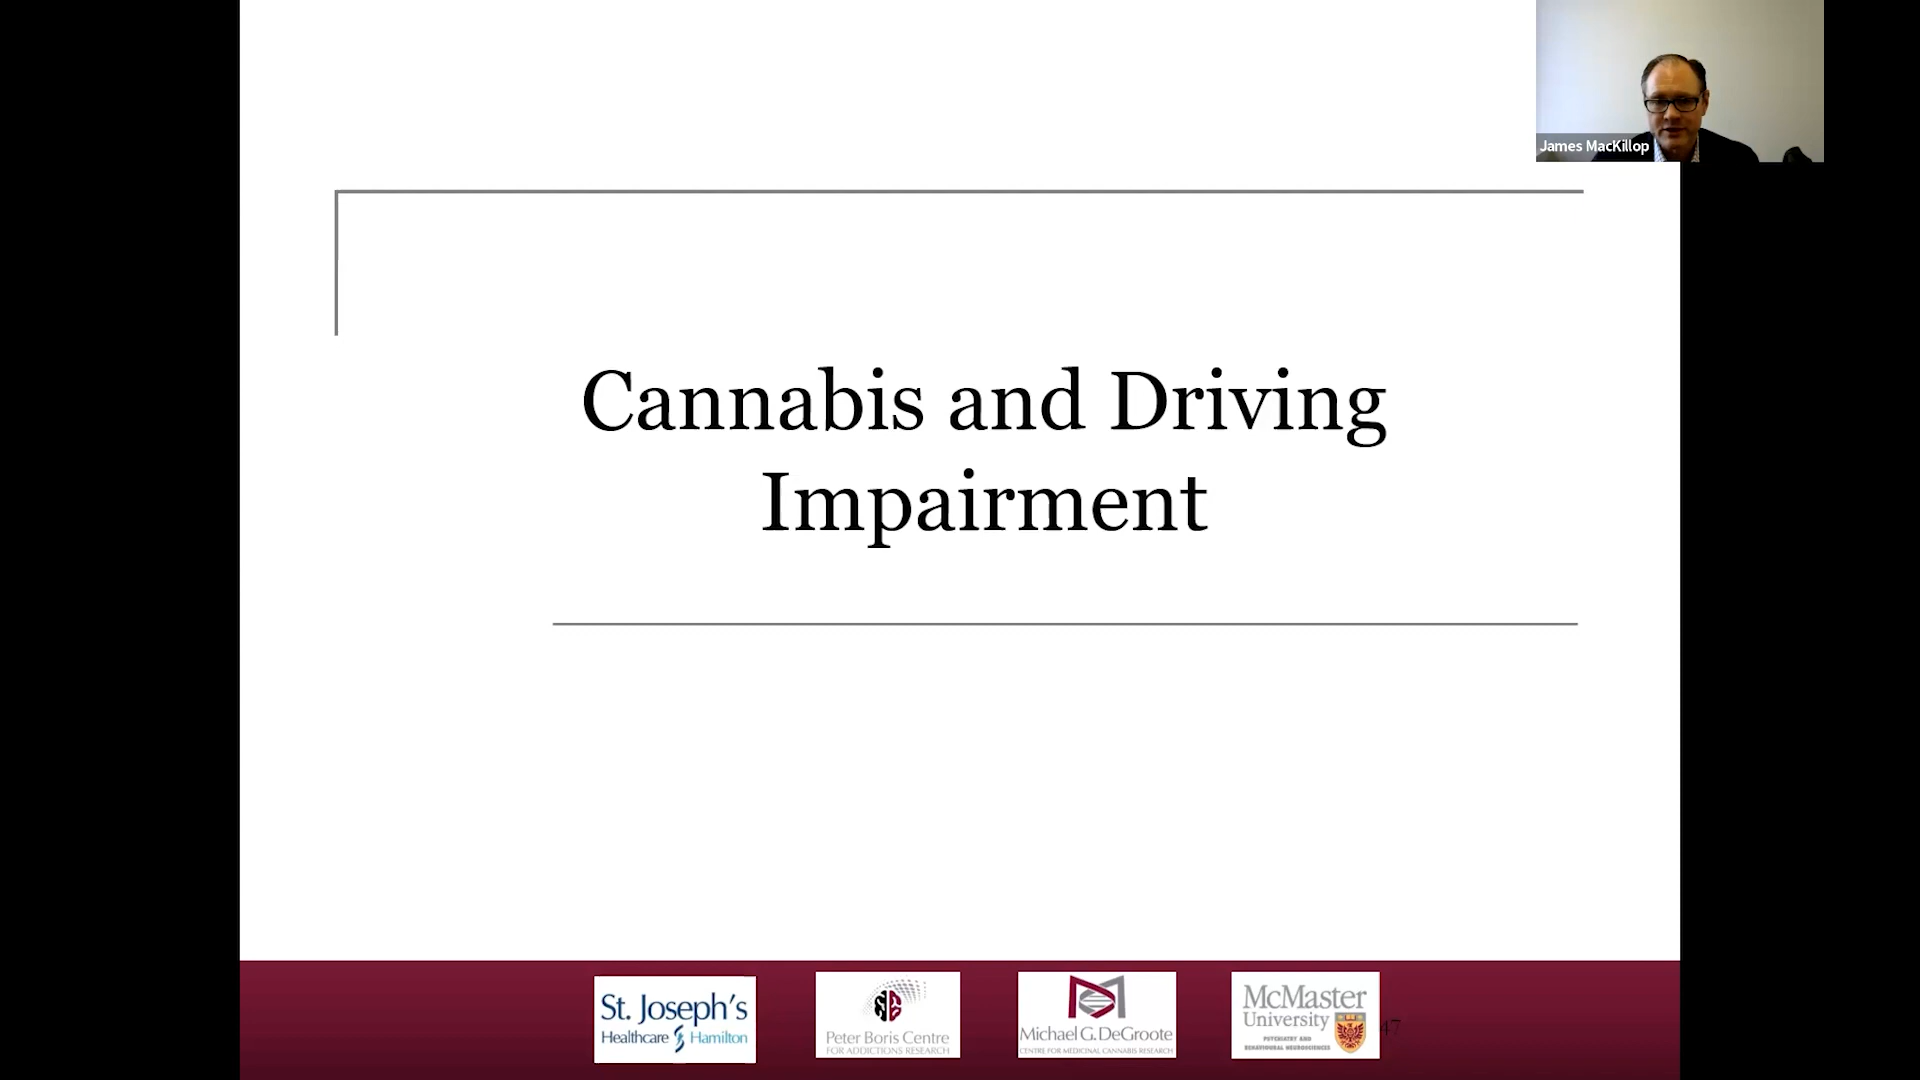 James MacKillop
Cannabis and Driving
Impairment
St. Joseph's
Healthcare Hamilton
Peter Boris Centre
FOR ADDICTIONS RESEARCH
Michael G. DeGroote
CENTRE FOR MEDICINAL CANNABIS RESEARCH
McMaster
University
PSYCHIATRY AND
BEHAVIOURAL NEUROSCIENCES
47